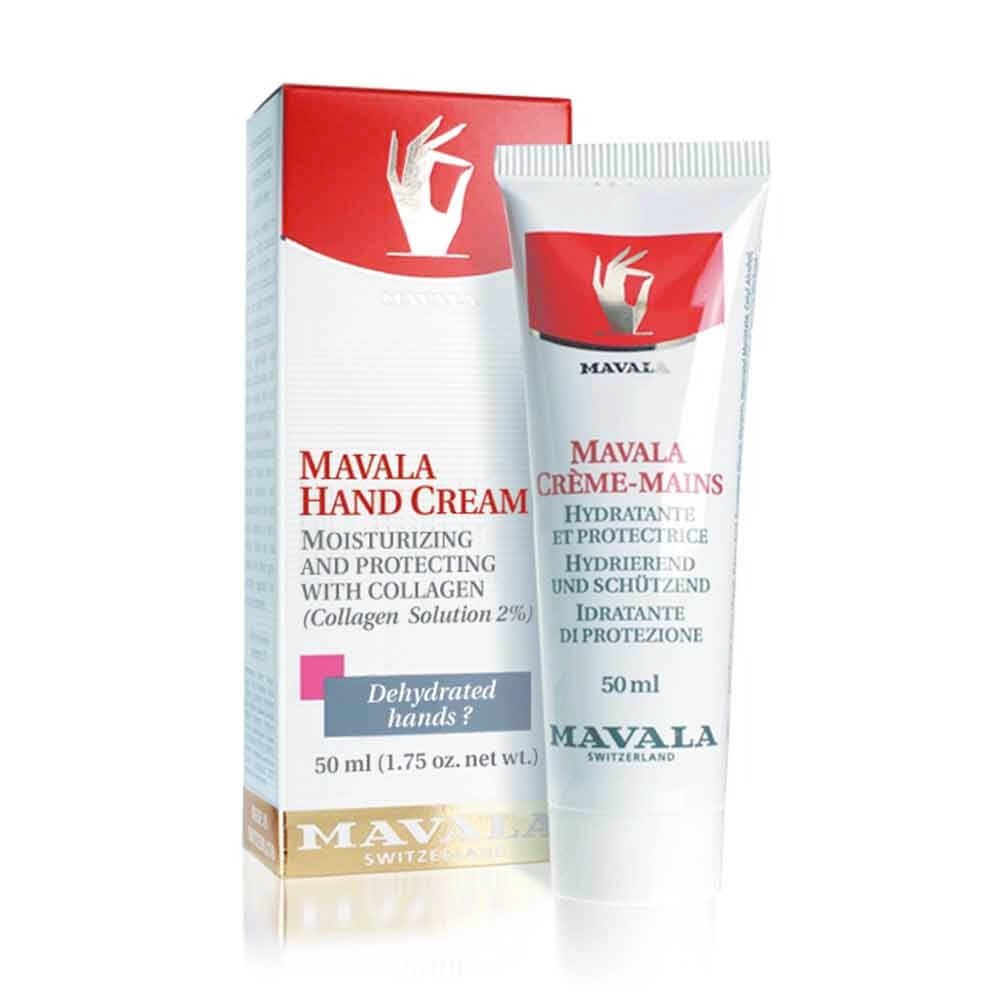 MAVALA
MAVALA
HAND CREAM
MOISTURIZING
AND PROTECTING
WITH COLLAGEN
(Collagen Solution 2%)
Dehydrated
hands ?
50 ml (1.75 oz. net wt.)
MAVALA
SWITZERLAND
MAVALA
MAVALA
CRÈME-MAINS
HYDRATANTE
ET PROTECTRICE
HYDRIEREND
UND SCHÜTZEND
IDRATANTE
DI PROTEZIONE
50 ml
MAVALA
SWITZERLAND